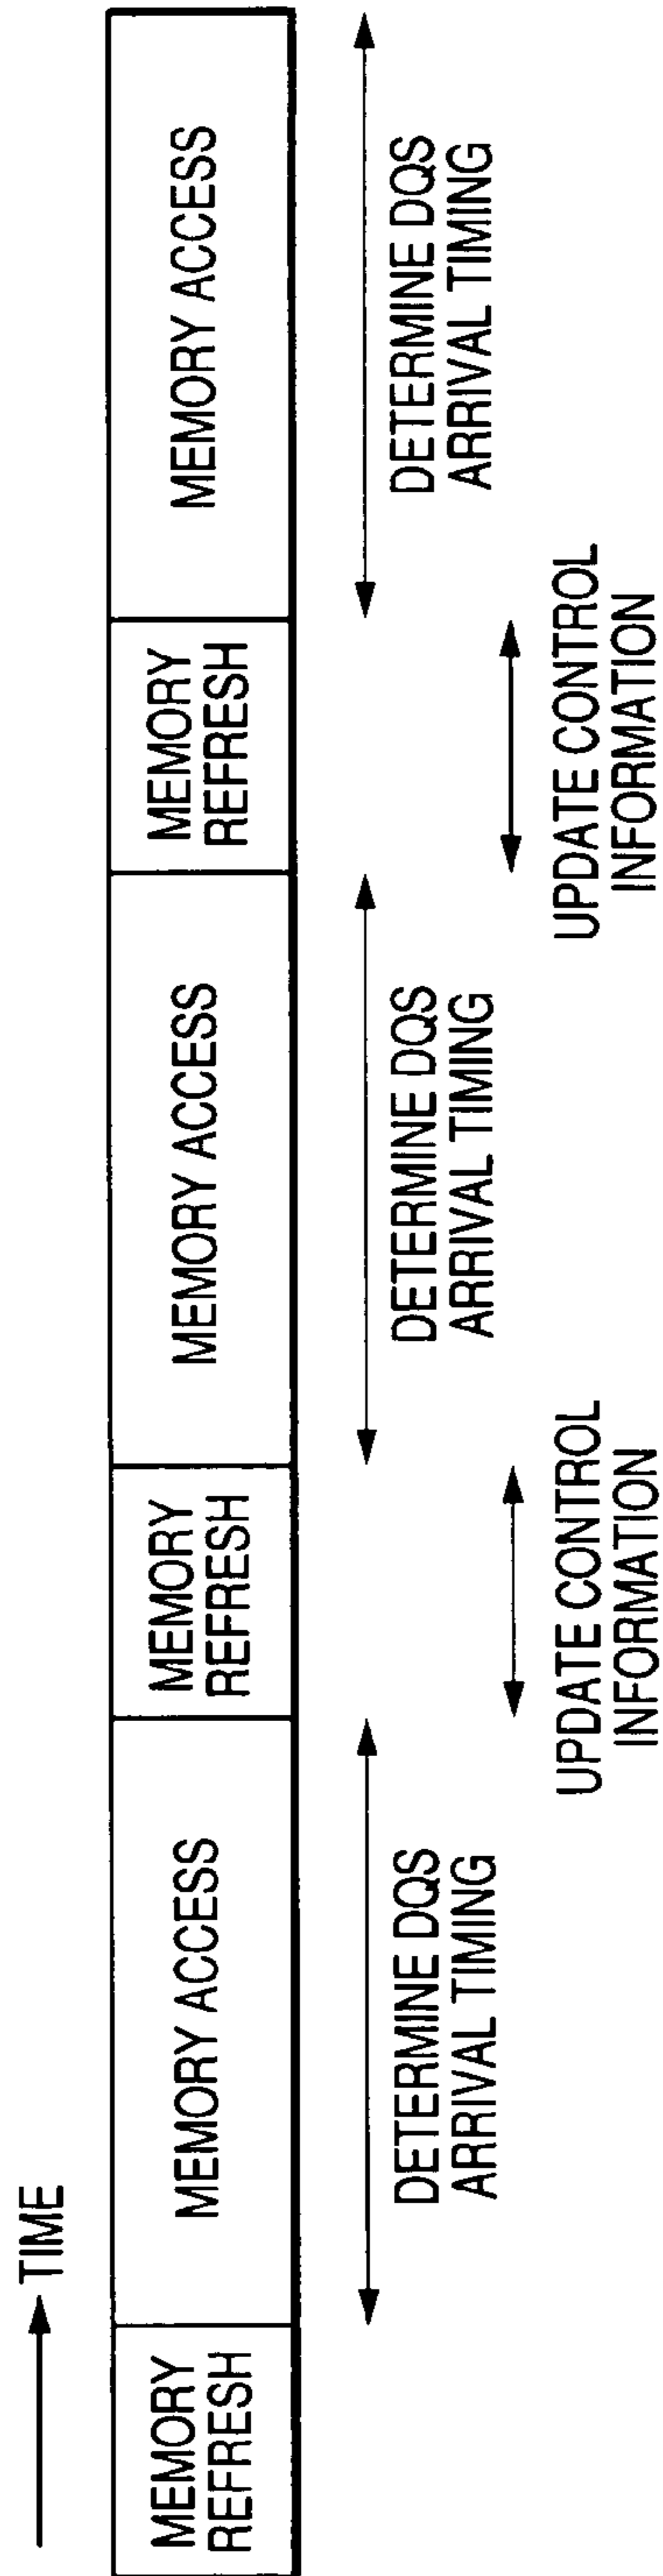 TIME
MEMORY
REFRESH
MEMORY ACCESS
MEMORY
REFRESH
MEMORY ACCESS
MEMORY
REFRESH
MEMORY ACCESS
DETERMINE DQS
ARRIVAL TIMING
DETERMINE DQS
ARRIVAL TIMING
DETERMINE DQS
ARRIVAL TIMING
UPDATE CONTROL
INFORMATION
UPDATE CONTROL
INFORMATION